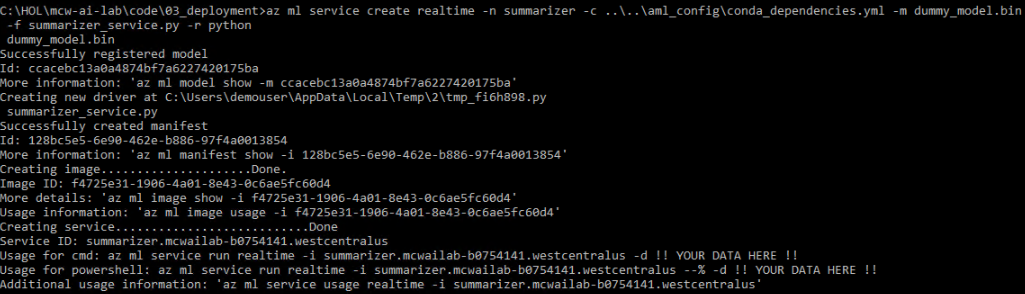 C:\HOL\mcw-ai-lab\code\03_deployment>az ml service create realtime -n summarizer -c ..\..\aml_config\conda_dependencies.yml -m dummy_model.bin
-f summarizer_service.py -r python
dummy_model.bin
Successfully registered model
Id: ccacebc13a0a4874bf7a6227420175ba
More information: 'az ml model show -m ccacebc13a0a4874bf7a6227420175ba'
Creating new driver at C:\Users\demouser\AppData\Local\Temp\2\tmp_fi6h898.py
summarizer_service.py
Successfully created manifest
Id: 128bc5e5-6e90-462e-b886-97f4a0013854
More information: 'az ml manifest show -i 128bc5e5-6e90-462e-b886-97f4a0013854'
Creating image.....................Done.
Image ID: f4725e31-1906-4a01-8e43-0c6ae5fc60d4
More details: 'az ml image show -i f4725e31-1906-4a01-8e43-0c6ae5fc60d4'
Usage information: 'az ml image usage -i f4725e31-1906-4a01-8e43-0c6ae5fc60d4'
Creating service............................Done
Service ID: summarizer.mcwailab-b0754141.westcentralus
Usage for cmd: az ml service run realtime -i summarizer.mcwailab-b0754141.westcentralus -d !! YOUR DATA HERE !!
Usage for powershell: az ml service run realtime -i summarizer.mcwailab-b0754141.westcentralus --% -d !! YOUR DATA HERE !!
Additional usage information: 'az ml service usage realtime -i summarizer.mcwailab-b0754141.westcentralus'